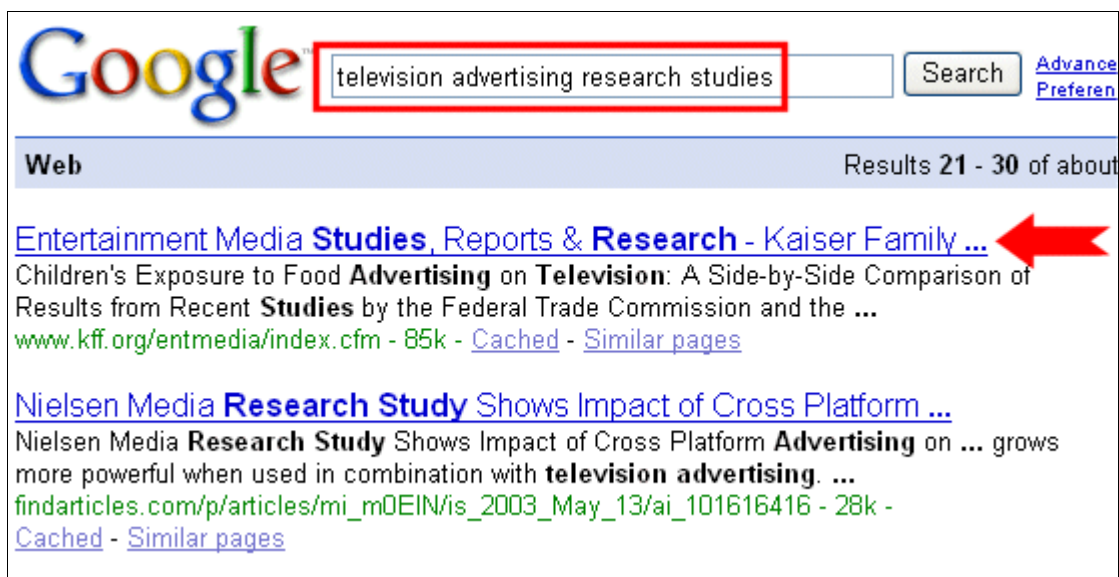 Google™ television advertising research studies Search Advance
Preferen
Web Results 21 - 30 of about
Entertainment Media Studies, Reports & Research - Kaiser Family ...
Children's Exposure to Food Advertising on Television: A Side-by-Side Comparison of
Results from Recent Studies by the Federal Trade Commission and the ...
www.kff.org/entmedia/index.cfm - 85k - Cached - Similar pages
Nielsen Media Research Study Shows Impact of Cross Platform ...
Nielsen Media Research Study Shows Impact of Cross Platform Advertising on ... grows
more powerful when used in combination with television advertising. ...
findarticles.com/p/articles/mi_m0EIN/is_2003_May_13/ai_101616416 - 28k -
Cached - Similar pages